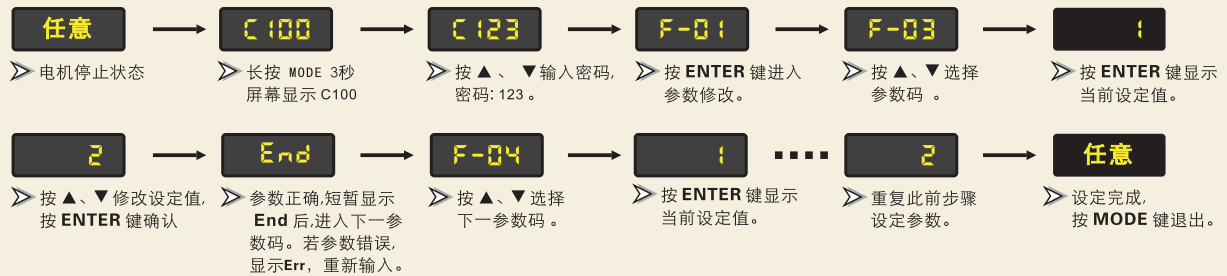 任意
C100
C123
F-01
F-03
1
电机停止状态
长按 MODE 3秒
屏幕显示 C100
按 ▲ 、 ▼输入密码,
密码: 123 。
按 ENTER 键进入
参数修改。
按 ▲、▼ 选择
参数码 。
按 ENTER 键显示
当前设定值。
2
End
F-04
1
2
任意
按 ▲、▼ 修改设定值,
按 ENTER 键确认
参数正确,短暂显示
End 后,进入下一参
数码。若参数错误,
显示Err, 重新输入。
按 ▲、▼ 选择
下一参数码 。
按 ENTER 键显示
当前设定值。
重复此前步骤
设定参数。
设定完成,
按 MODE 键退出。